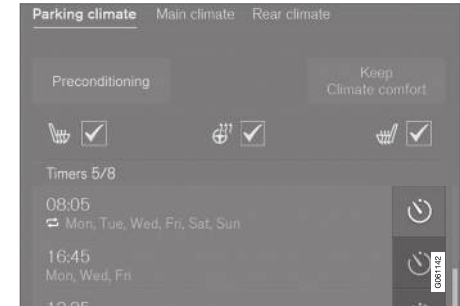 Parking climate Main climate Rear climate
Preconditioning
Keep
Climate comfort
Timers 5/8
08:05
Mon, Tue, Wed, Fri, Sat, Sun
16:45
Mon, Wed, Fri
G061142